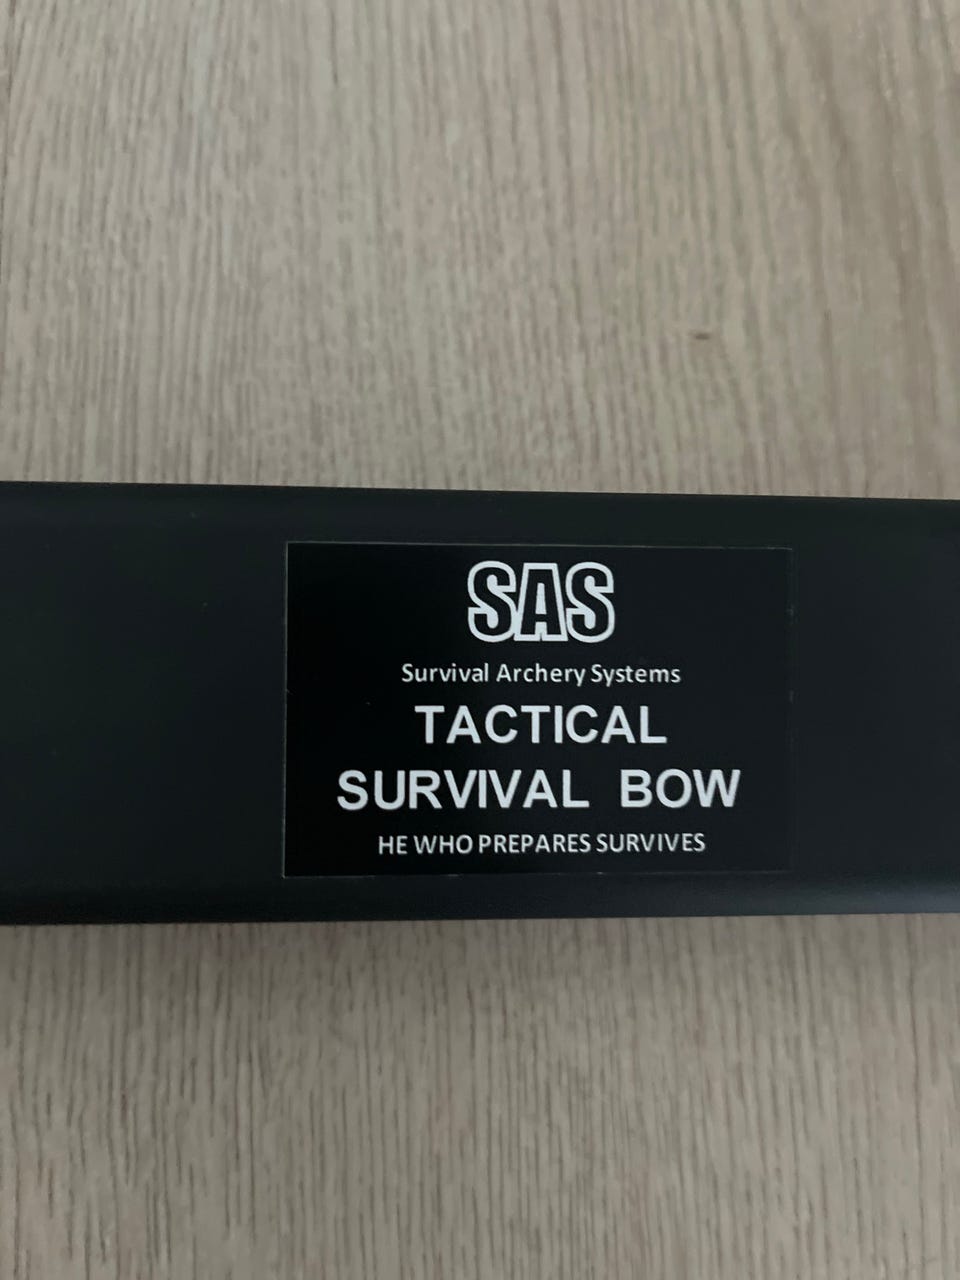 SAS
Survival Archery Systems
TACTICAL
SURVIVAL BOW
HE WHO PREPARES SURVIVES